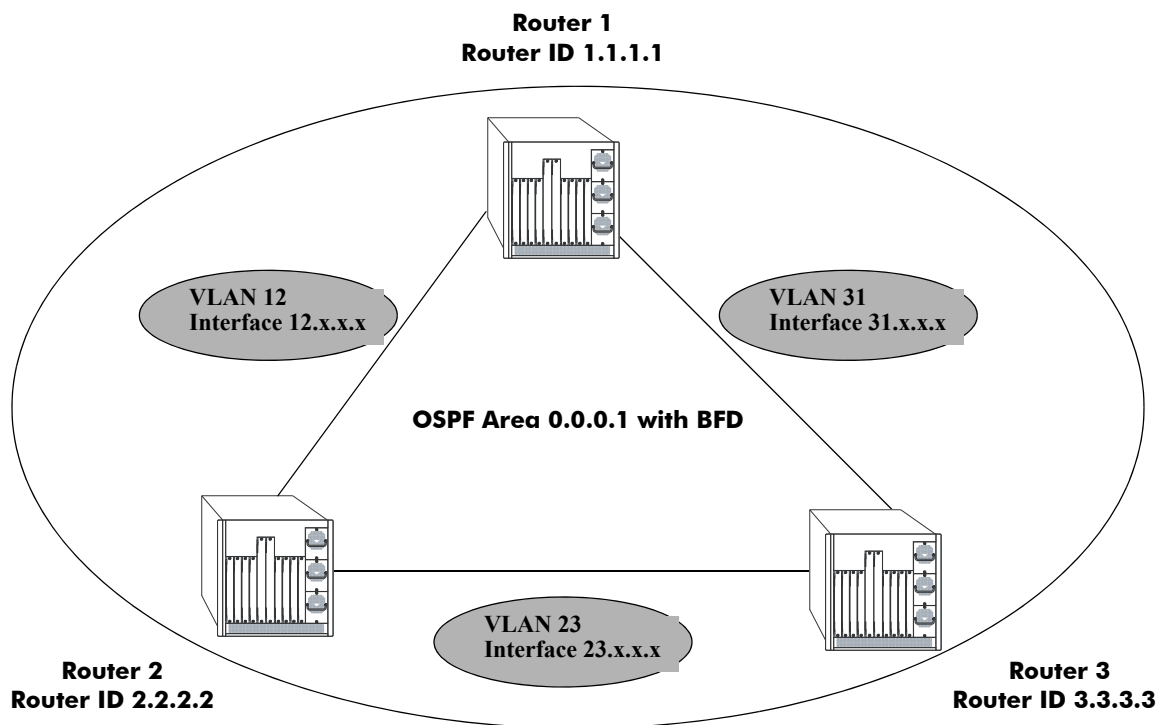 Router 1
Router ID 1.1.1.1
VLAN 12
Interface 12.x.x.x
VLAN 31
Interface 31.x.x.x
OSPF Area 0.0.0.1 with BFD
VLAN 23
Interface 23.x.x.x
Router 2
Router ID 2.2.2.2
Router 3
Router ID 3.3.3.3